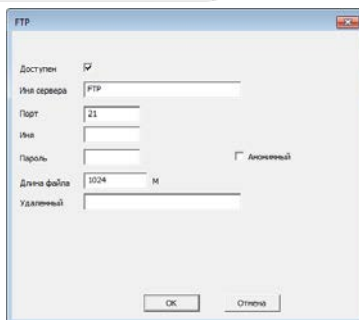 FTP
Доступен
Имя сервера FTP
Порт 21
Имя
Пароль Анонимный
Длина файла 1024 М
Удаленный
OK Отмена